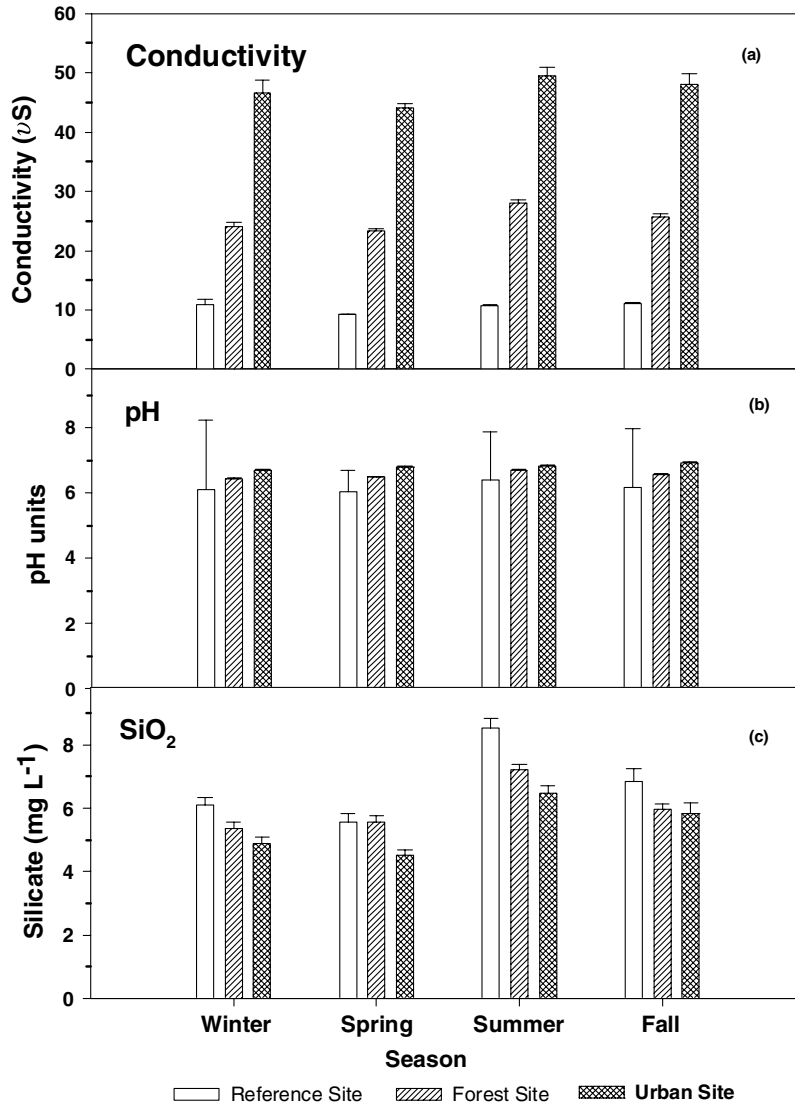 60
50
40
30
20
10
0
Conductivity (υS)
Conductivity
(a)
8
6
4
2
0
pH units
pH
(b)
8
6
4
2
0
Silicate (mg L-1)
SiO2
(c)
Winter Spring Summer Fall
Season
Reference Site Forest Site Urban Site